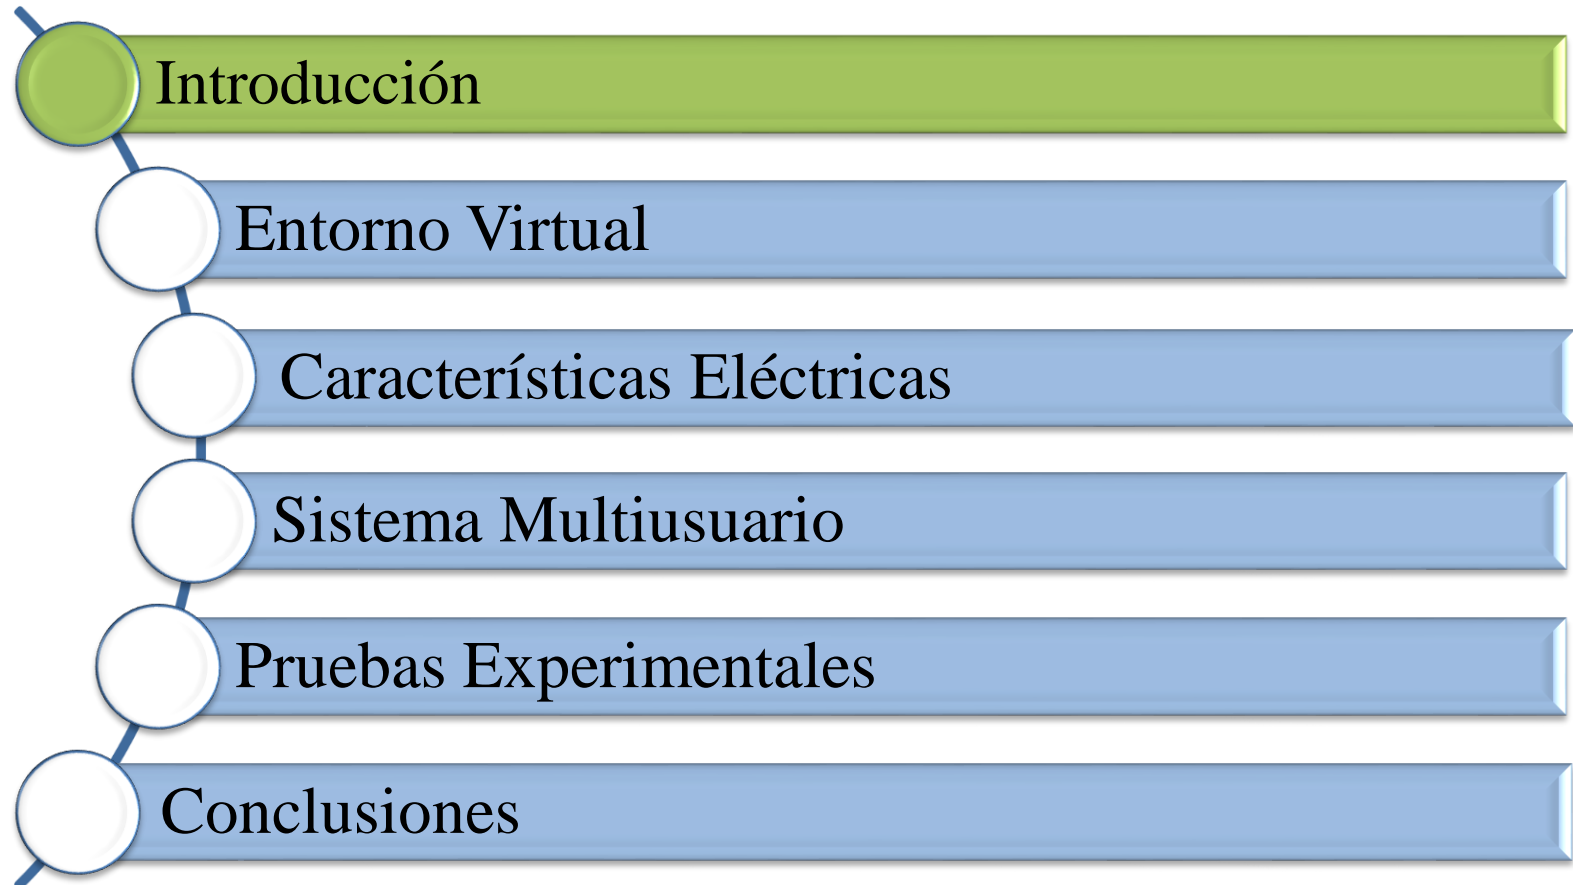 Introducción
Entorno Virtual
Características Eléctricas
Sistema Multiusuario
Pruebas Experimentales
Conclusiones